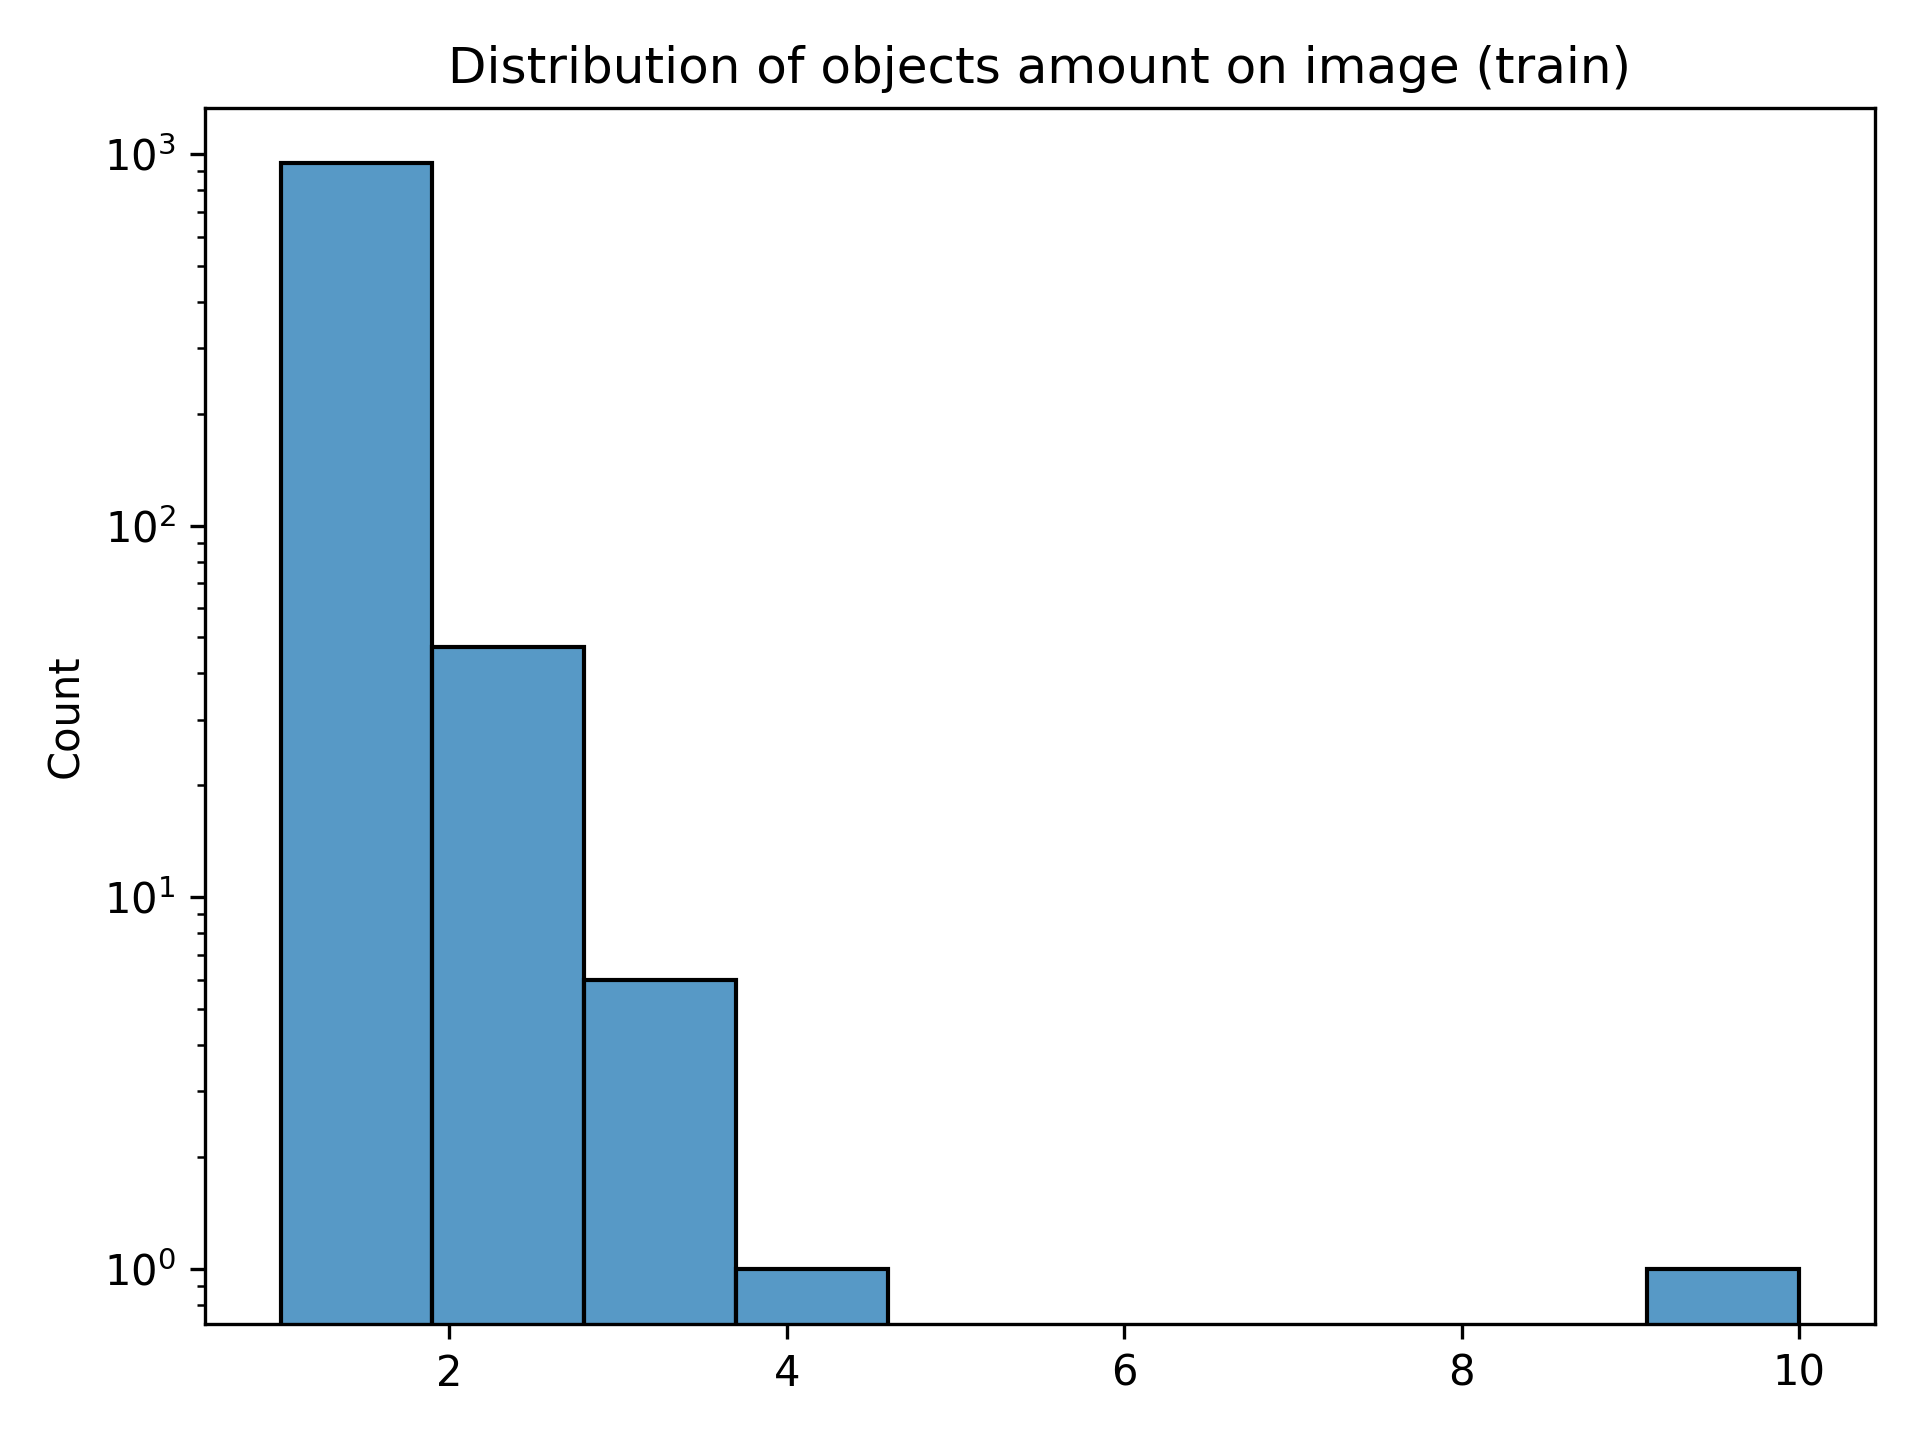 Distribution of objects amount on image (train)
Count
10³
10²
10¹
10⁰
2 4 6 8 10